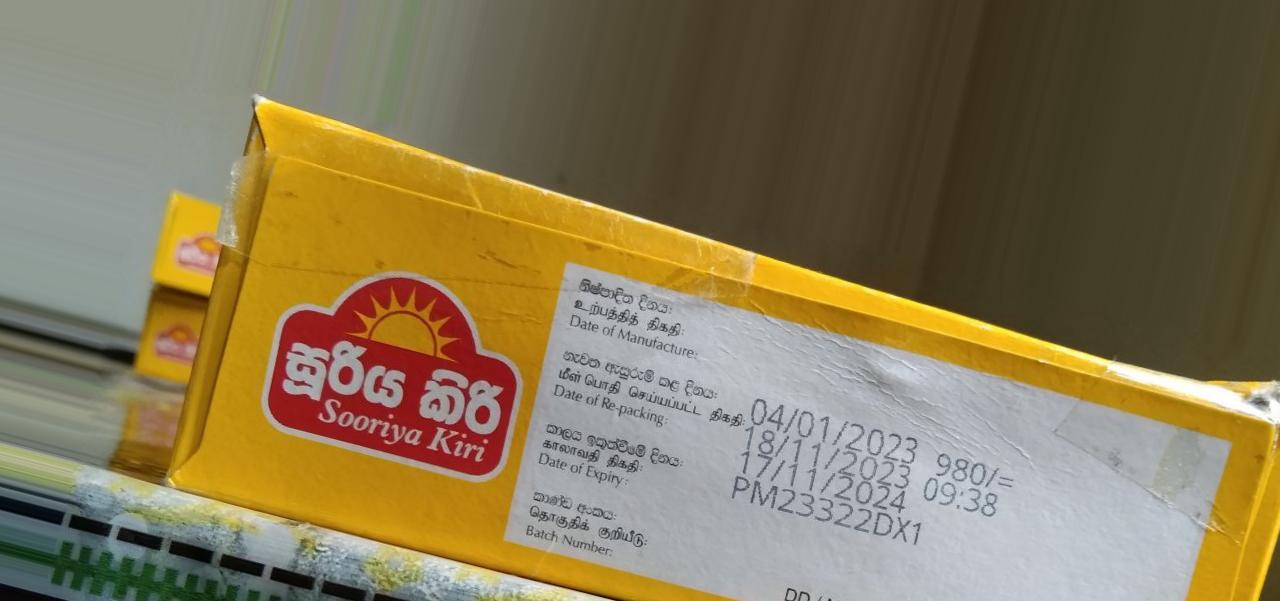 සූරිය කිරි
Sooriya Kiri
නිෂ්පාදිත දිනය:
உற்பத்தித் திகதி:
Date of Manufacture:
නැවත ඇසුරුම් කළ දිනය:
மீள் பொதி செய்யப்பட்ட திகதி:
Date of Re-packing:
කාලය ඉකුත්වීමේ දිනය:
காலாவதி திகதி:
Date of Expiry:
කාණ්ඩ අංකය:
தொகுதிக் குறியீடு:
Batch Number:
04/01/2023 980/=
18/11/2023 09:38
17/11/2024
PM23322DX1